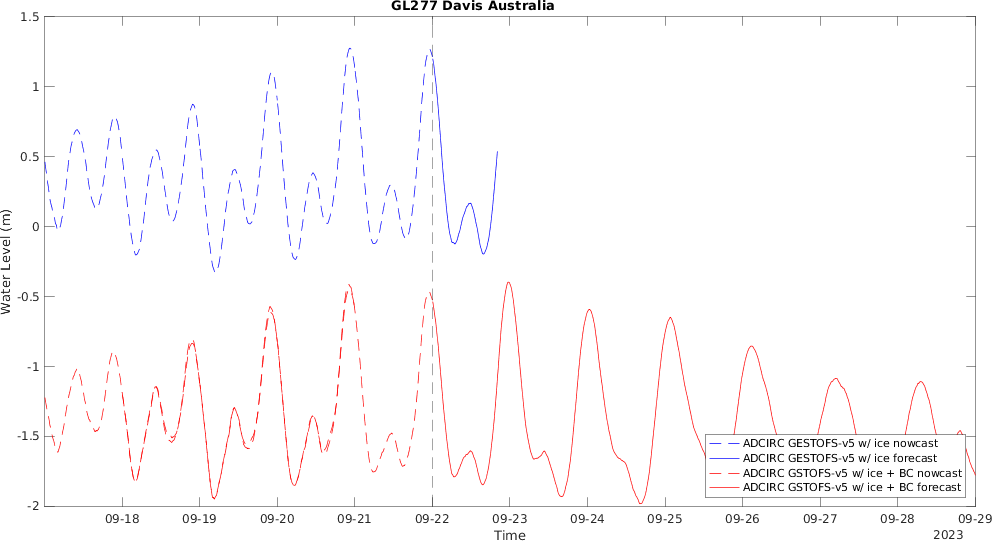 GL277 Davis Australia
Water Level (m)
1.5
1
0.5
0
-0.5
-1
-1.5
-2
ADCIRC GESTOFS-v5 w/ ice nowcast
ADCIRC GESTOFS-v5 w/ ice forecast
ADCIRC GSTOFS-v5 w/ ice + BC nowcast
ADCIRC GSTOFS-v5 w/ ice + BC forecast
09-18 09-19 09-20 09-21 09-22 09-23 09-24 09-25 09-26 09-27 09-28 09-29
Time
2023